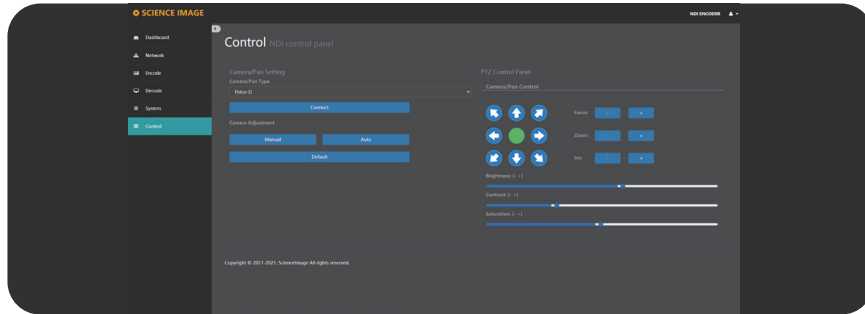 SCIENCE IMAGE
NDI ENCODER
Dashboard
Network
Encode
Decode
System
Control
Control NDI control panel
Camera/Pan Setting
Camera/Pan Type
Pelco-D
Connect
Camera Adjustment
Manual
Auto
Default
PTZ Control Panel
Camera/Pan Control
Focus: - +
Zoom: - +
Iris: - +
Brightness: [- +]
Contrast: [- +]
Saturation: [- +]
Copyright © 2011-2021. ScienceImage All rights reserved.